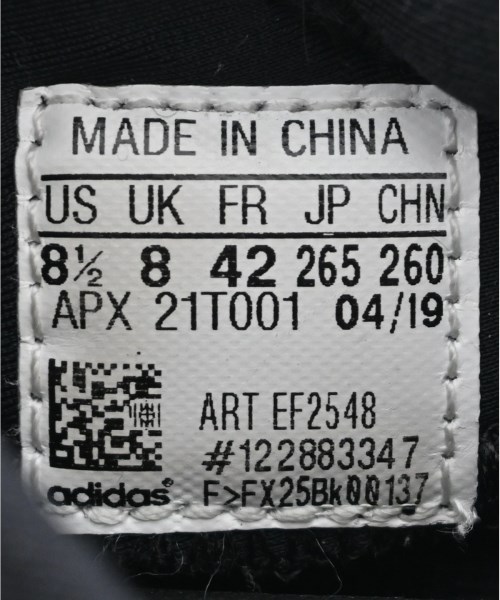 MADE IN CHINA
US UK FR JP CHN
8½ 8 42 265 260
APX 21T001 04/19
ART EF2548
#122883347
adidas® F>FX25Bk00137